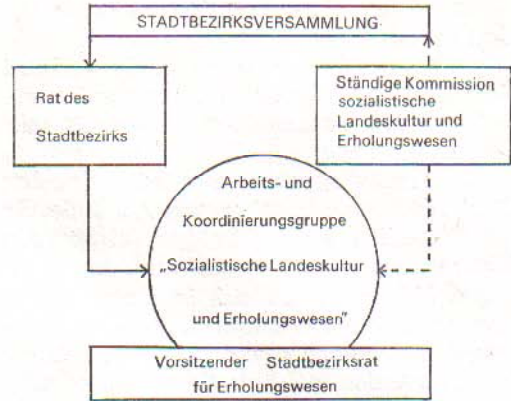 STADTBEZIRKSVERSAMMLUNG
Rat des
Stadtbezirks
Ständige Kommission
sozialistische
Landeskultur und
Erholungswesen
Arbeits- und
Koordinierungsgruppe
„Sozialistische Landeskultur
und Erholungswesen"
Vorsitzender Stadtbezirksrat
für Erholungswesen